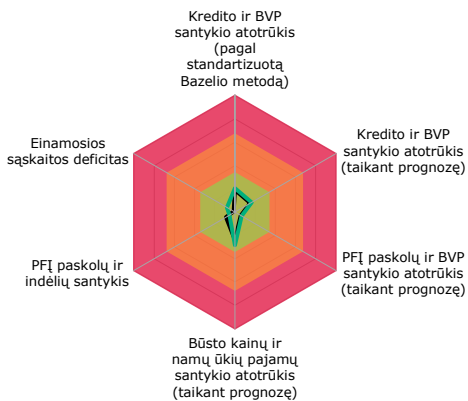 Kredito ir BVP
santykio atotrūkis
(pagal
standartizuotą
Bazelio metodą)
Kredito ir BVP
santykio atotrūkis
(taikant prognozę)
PFĮ paskolų ir BVP
santykio atotrūkis
(taikant prognozę)
Būsto kainų ir
namų ūkių pajamų
santykio atotrūkis
(taikant prognozę)
PFĮ paskolų ir
indėlių santykis
Einamosios
sąskaitos deficitas